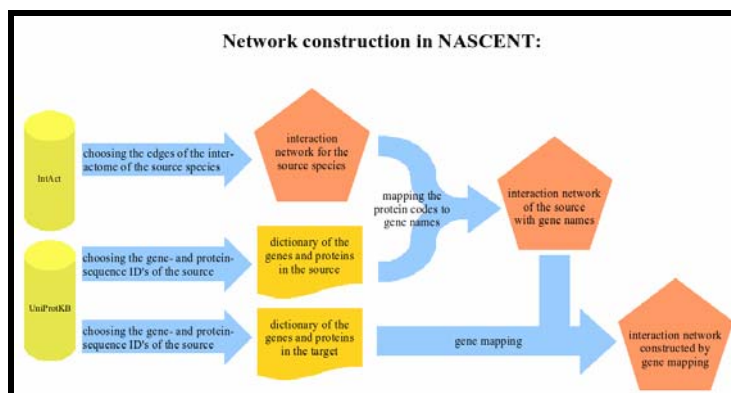 Network construction in NASCENT:
IntAct
choosing the edges of the inter-
actome of the source species
interaction
network for the
source species
mapping the
protein codes to
gene names
interaction network
of the source
with gene names
UniProtKB
choosing the gene- and protein-
sequence ID's of the source
dictionary of the
genes and proteins
in the source
choosing the gene- and protein-
sequence ID's of the source
dictionary of the
genes and proteins
in the target
gene mapping
interaction network
constructed by
gene mapping